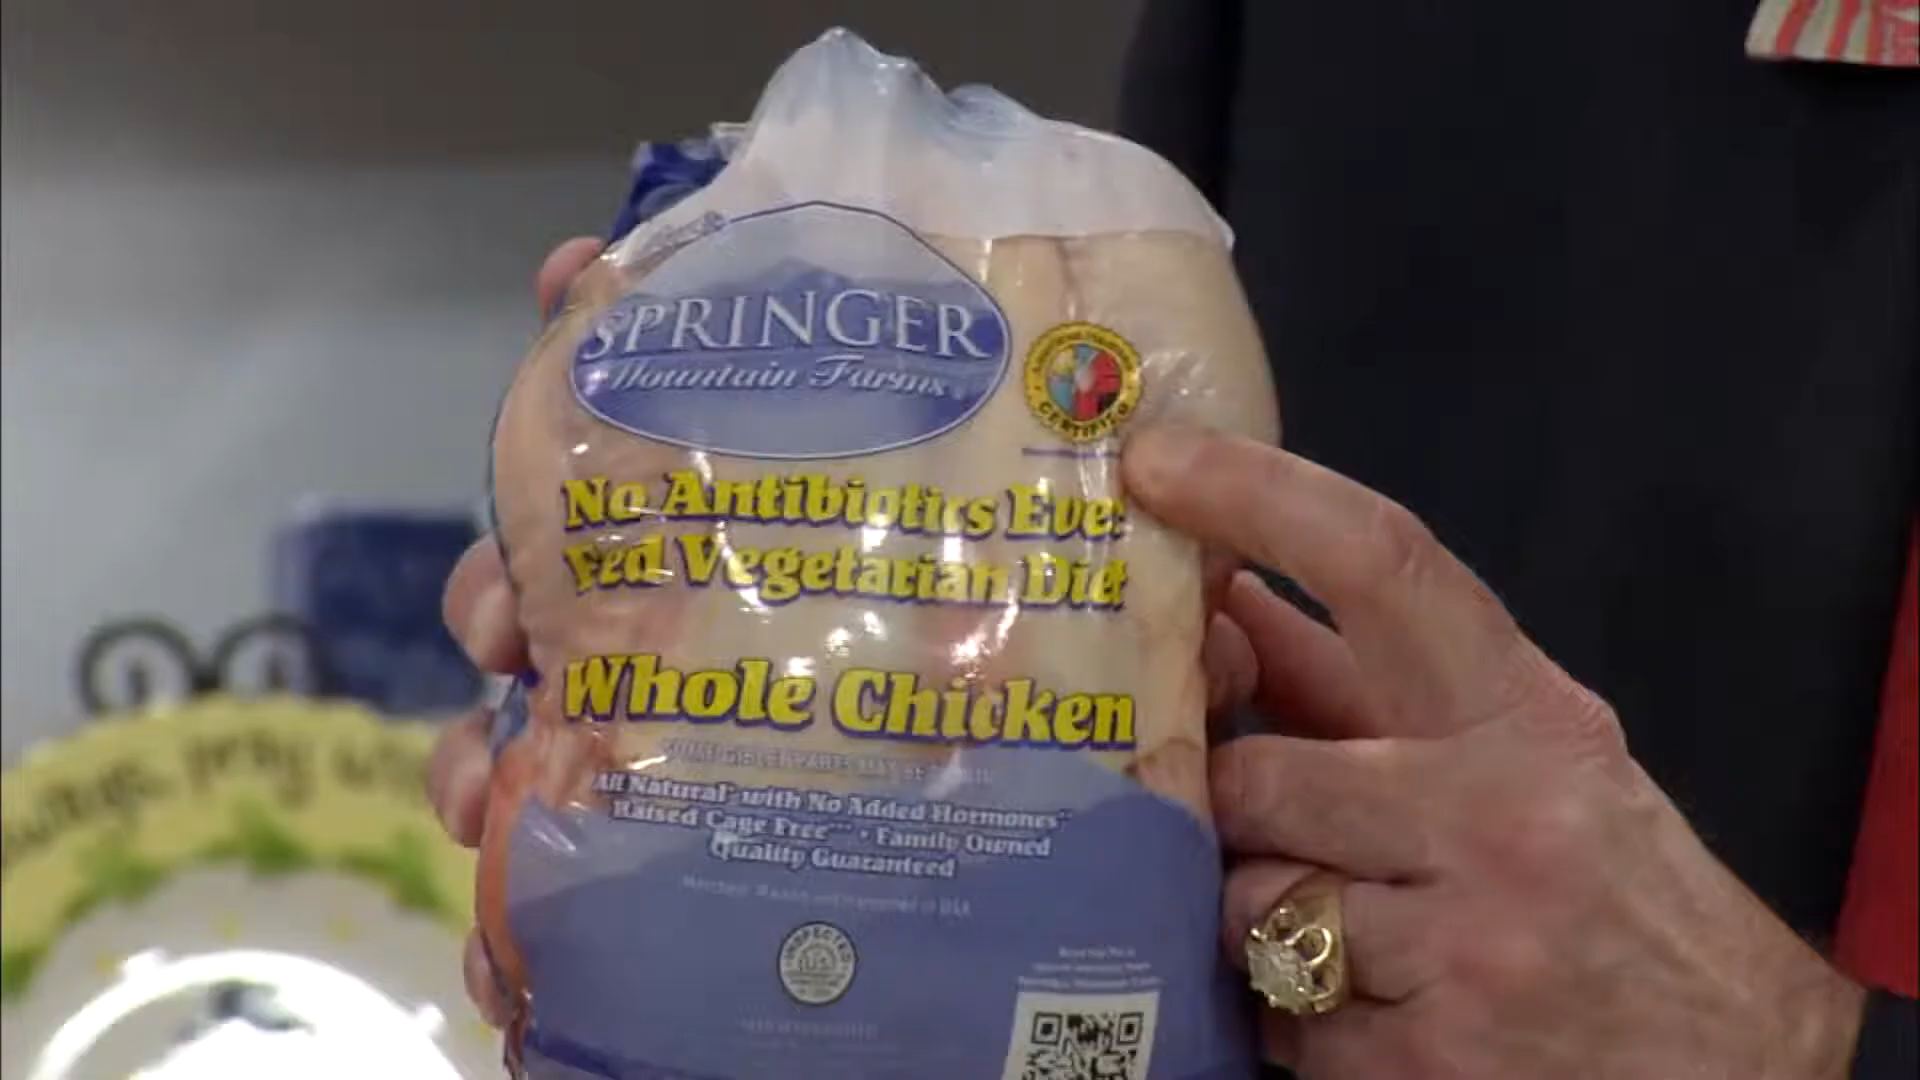 SPRINGER
Mountain Farms
CERTIFIED
No Antibiotics Ever
Fed Vegetarian Diet
Whole Chicken
All Natural* with No Added Hormones**
Raised Cage Free*** • Family Owned
Quality Guaranteed
INSPECTED
U.S.